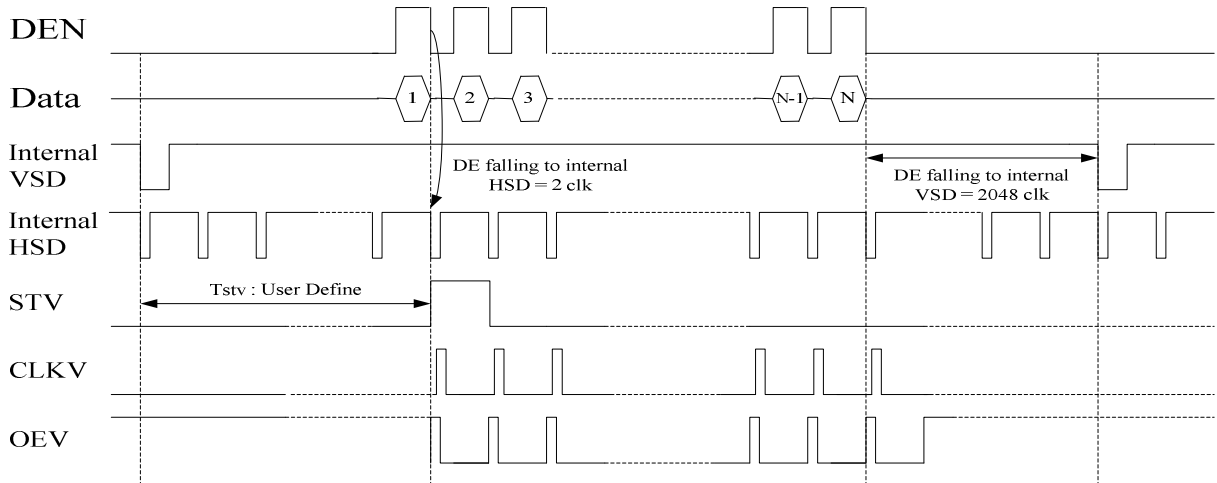 DEN
Data
1
2
3
N-1
N
Internal
VSD
DE falling to internal
HSD = 2 clk
DE falling to internal
VSD = 2048 clk
Internal
HSD
Tstv : User Define
STV
CLKV
OEV